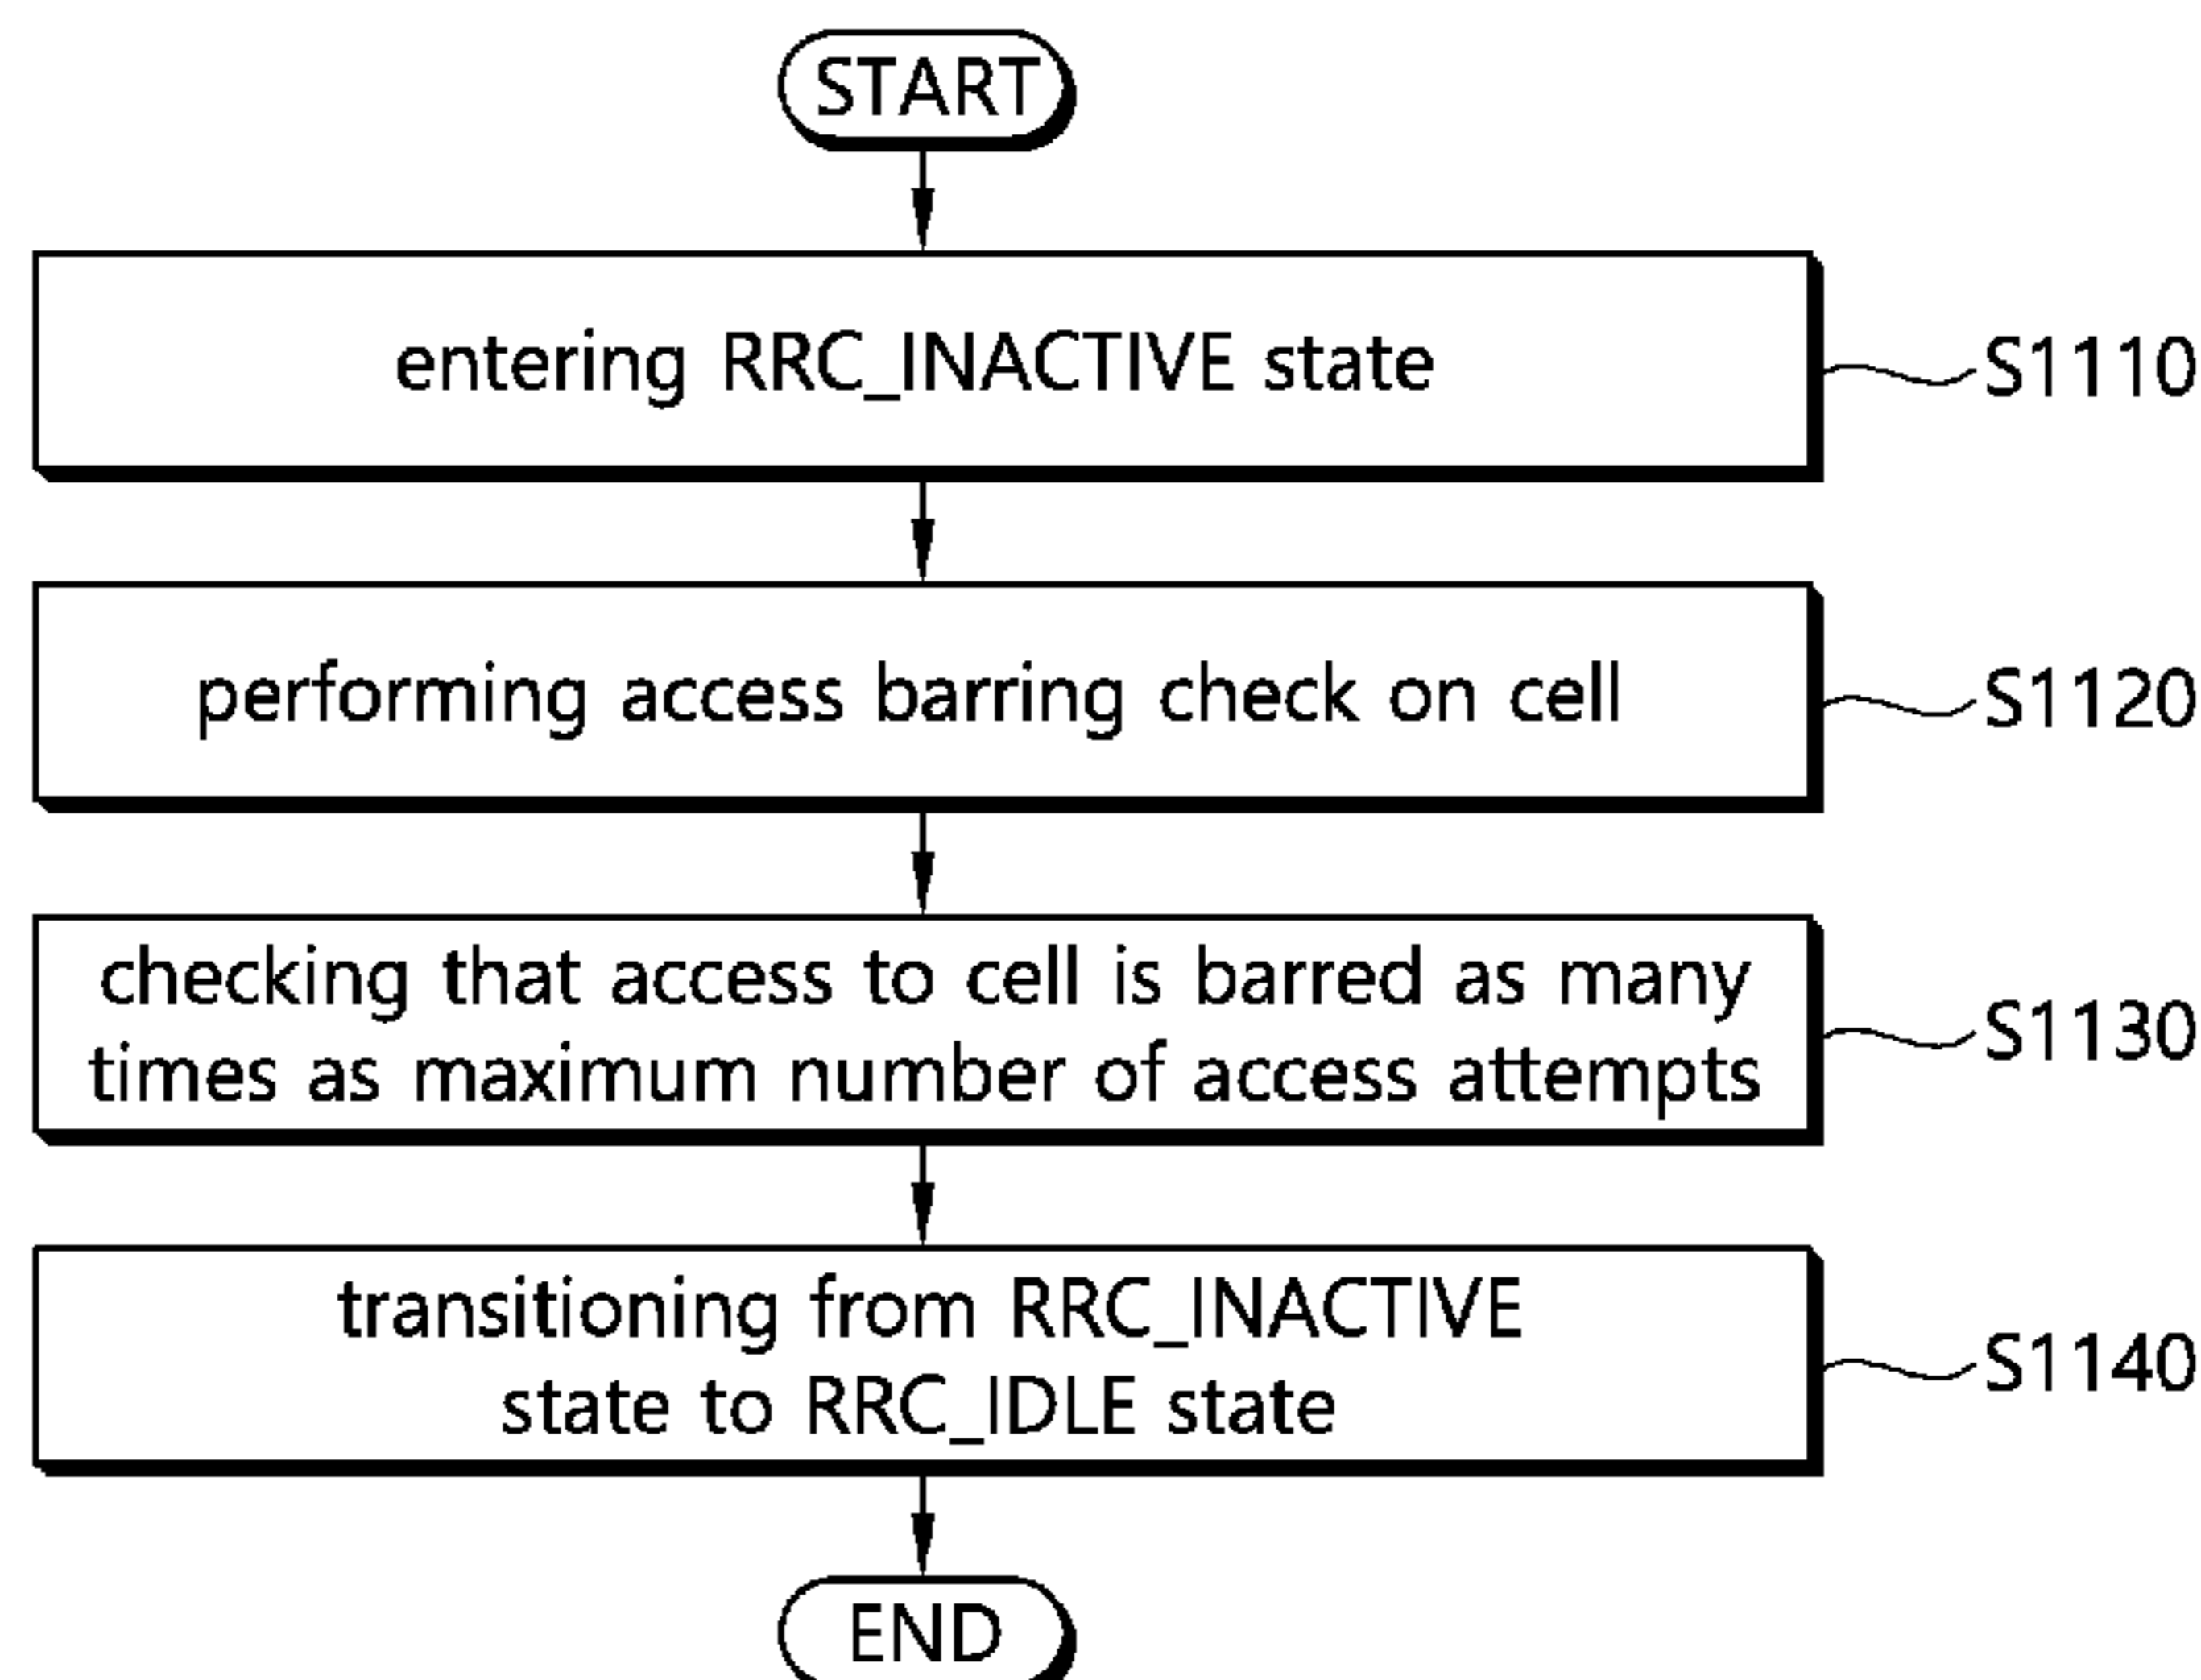 START
entering RRC_INACTIVE state
S1110
performing access barring check on cell
S1120
checking that access to cell is barred as many
times as maximum number of access attempts
S1130
transitioning from RRC_INACTIVE
state to RRC_IDLE state
S1140
END